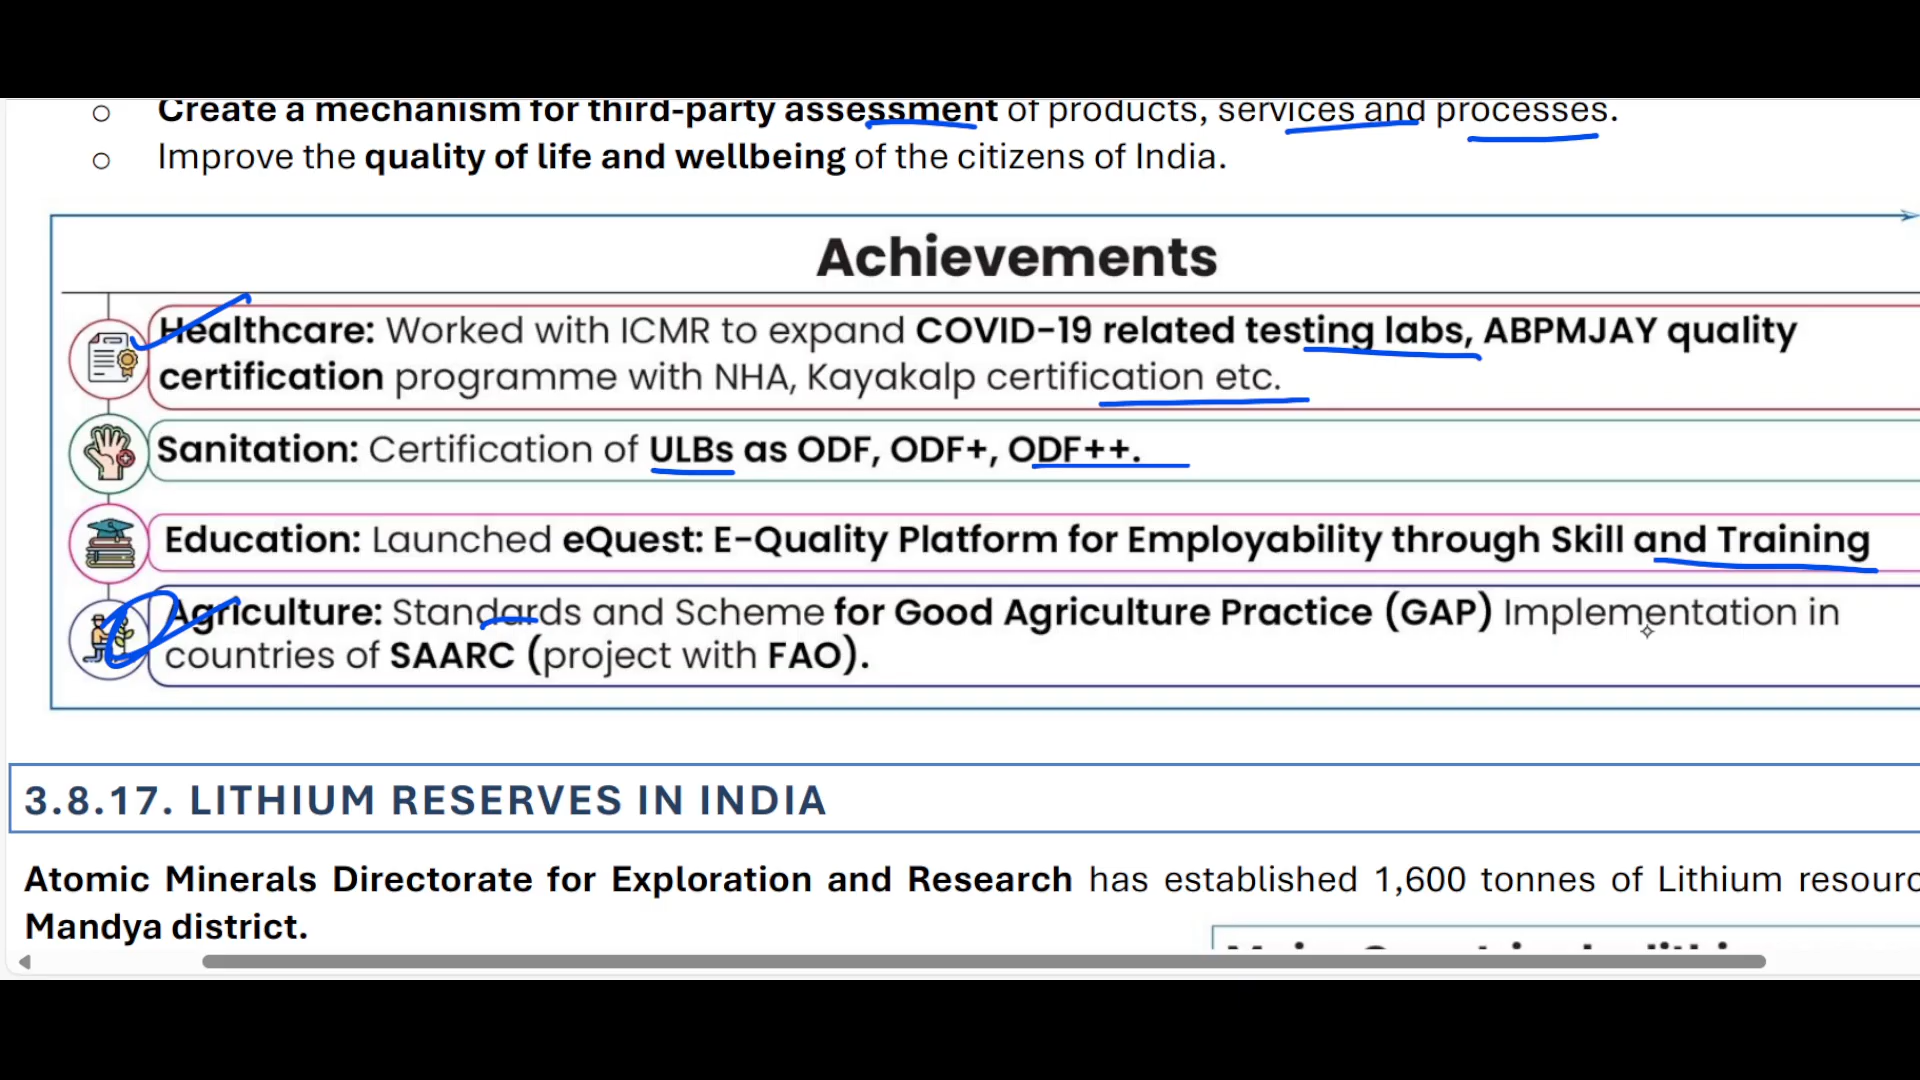 Create a mechanism for third-party assessment of products, services and processes.
Improve the quality of life and wellbeing of the citizens of India.
Achievements
Healthcare: Worked with ICMR to expand COVID-19 related testing labs, ABPMJAY quality
certification programme with NHA, Kayakalp certification etc.
Sanitation: Certification of ULBs as ODF, ODF+, ODF++.
Education: Launched eQuest: E-Quality Platform for Employability through Skill and Training
Agriculture: Standards and Scheme for Good Agriculture Practice (GAP) Implementation in
countries of SAARC (project with FAO).
3.8.17. LITHIUM RESERVES IN INDIA
Atomic Minerals Directorate for Exploration and Research has established 1,600 tonnes of Lithium
Mandya district.